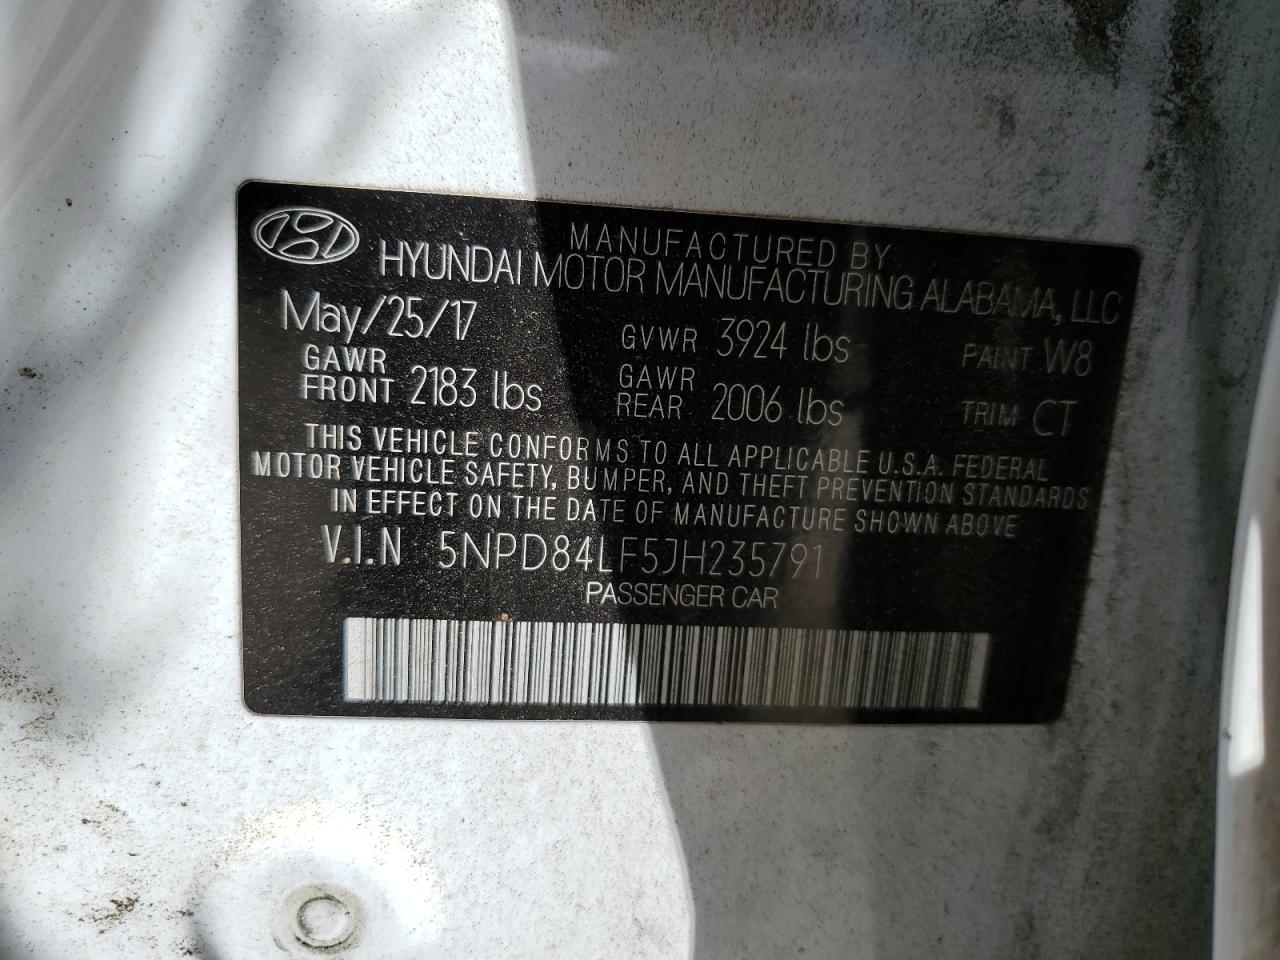 MANUFACTURED BY
HYUNDAI MOTOR MANUFACTURING ALABAMA, LLC
May/25/17 GVWR 3924 lbs PAINT W8
GAWR FRONT 2183 lbs GAWR REAR 2006 lbs TRIM CT
THIS VEHICLE CONFORMS TO ALL APPLICABLE U.S.A. FEDERAL
MOTOR VEHICLE SAFETY, BUMPER, AND THEFT PREVENTION STANDARDS
IN EFFECT ON THE DATE OF MANUFACTURE SHOWN ABOVE
V.I.N 5NPD84LF5JH235791
PASSENGER CAR